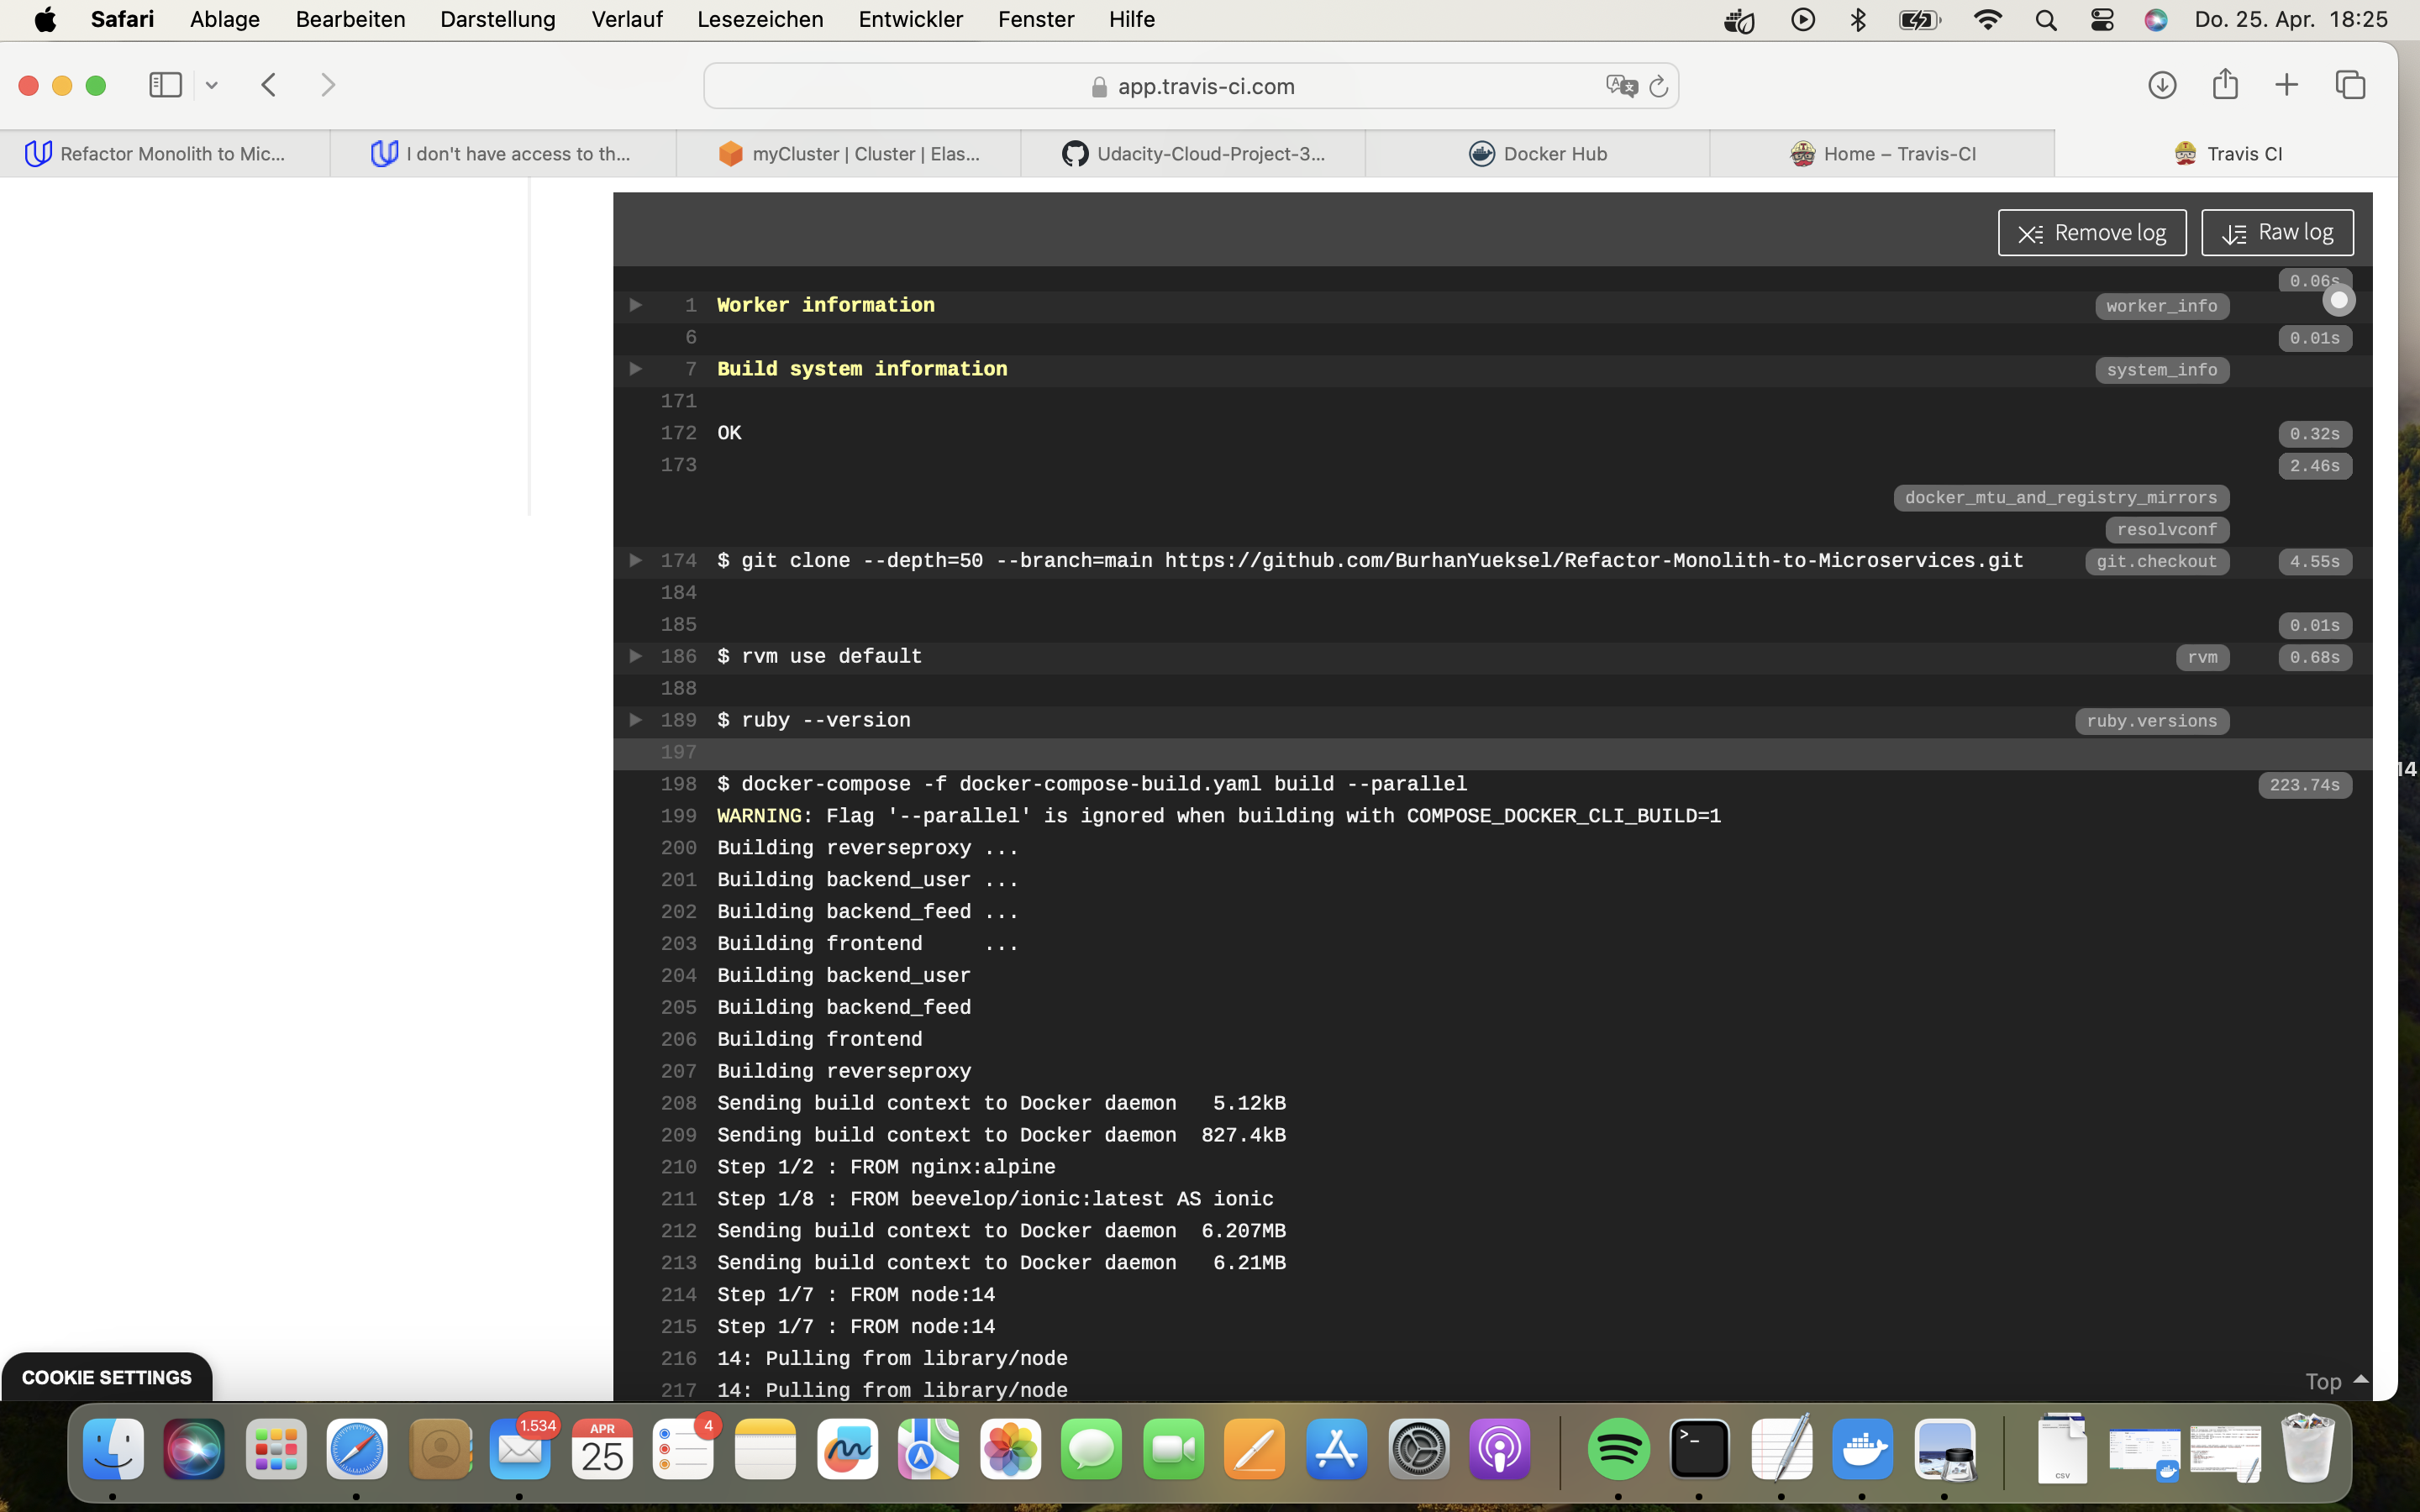 Safari Ablage Bearbeiten Darstellung Verlauf Lesezeichen Entwickler Fenster Hilfe Do. 25. Apr. 18:25
app.travis-ci.com
Refactor Monolith to Mic... I don't have access to th... myCluster | Cluster | Elas... Udacity-Cloud-Project-3... Docker Hub Home – Travis-CI Travis CI
Remove log Raw log
0.06s
1 Worker information worker_info
6 0.01s
7 Build system information system_info
171
172 OK 0.32s
173 2.46s
docker_mtu_and_registry_mirrors
resolvconf
174 $ git clone --depth=50 --branch=main https://github.com/BurhanYueksel/Refactor-Monolith-to-Microservices.git git.checkout 4.55s
184
185 0.01s
186 $ rvm use default rvm 0.68s
188
189 $ ruby --version ruby.versions
197
198 $ docker-compose -f docker-compose-build.yaml build --parallel 223.74s
199 WARNING: Flag '--parallel' is ignored when building with COMPOSE_DOCKER_CLI_BUILD=1
200 Building reverseproxy ...
201 Building backend_user ...
202 Building backend_feed ...
203 Building frontend ...
204 Building backend_user
205 Building backend_feed
206 Building frontend
207 Building reverseproxy
208 Sending build context to Docker daemon 5.12kB
209 Sending build context to Docker daemon 827.4kB
210 Step 1/2 : FROM nginx:alpine
211 Step 1/8 : FROM beevelop/ionic:latest AS ionic
212 Sending build context to Docker daemon 6.207MB
213 Sending build context to Docker daemon 6.21MB
214 Step 1/7 : FROM node:14
215 Step 1/7 : FROM node:14
216 14: Pulling from library/node
217 14: Pulling from library/node
Top
COOKIE SETTINGS
14
1.534
APR
25
4
CSV